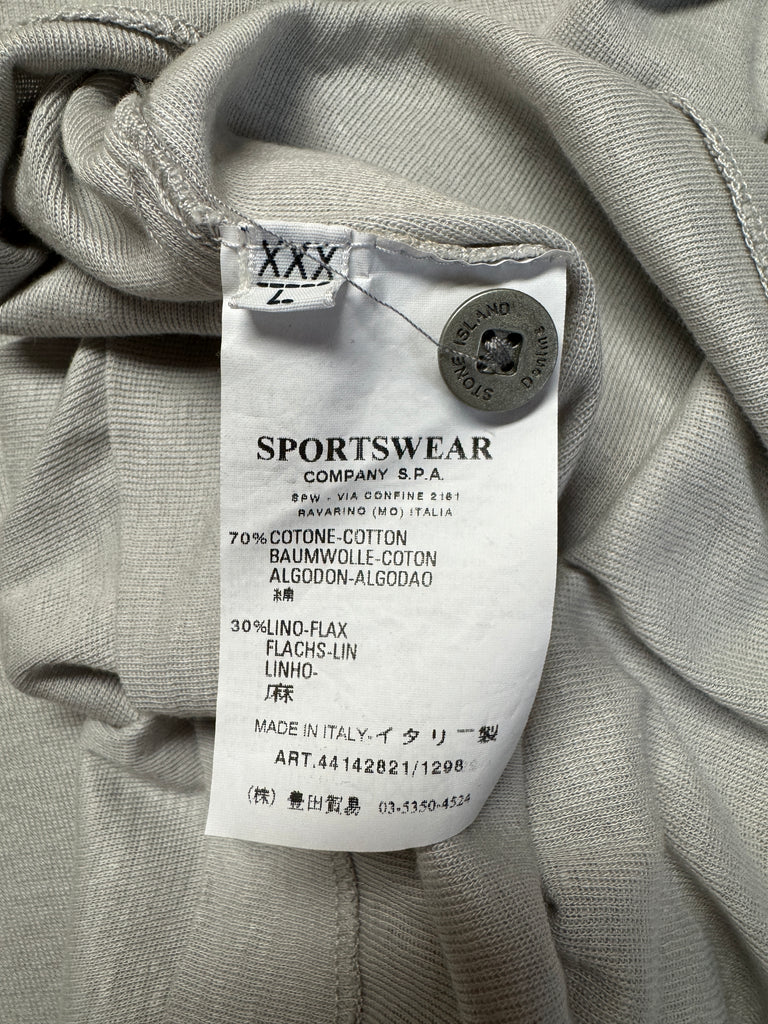 XXX
L
STONE ISLAND
Denims
SPORTSWEAR
COMPANY S.P.A.
SPW - VIA CONFINE 2161
RAVARINO (MO) ITALIA
70% COTONE-COTTON
BAUMWOLLE-COTON
ALGODON-ALGODAO
綿
30% LINO-FLAX
FLACHS-LIN
LINHO-
麻
MADE IN ITALY-イタリー製
ART.44142821/1298
(株) 豊田貿易 03-5350-4524